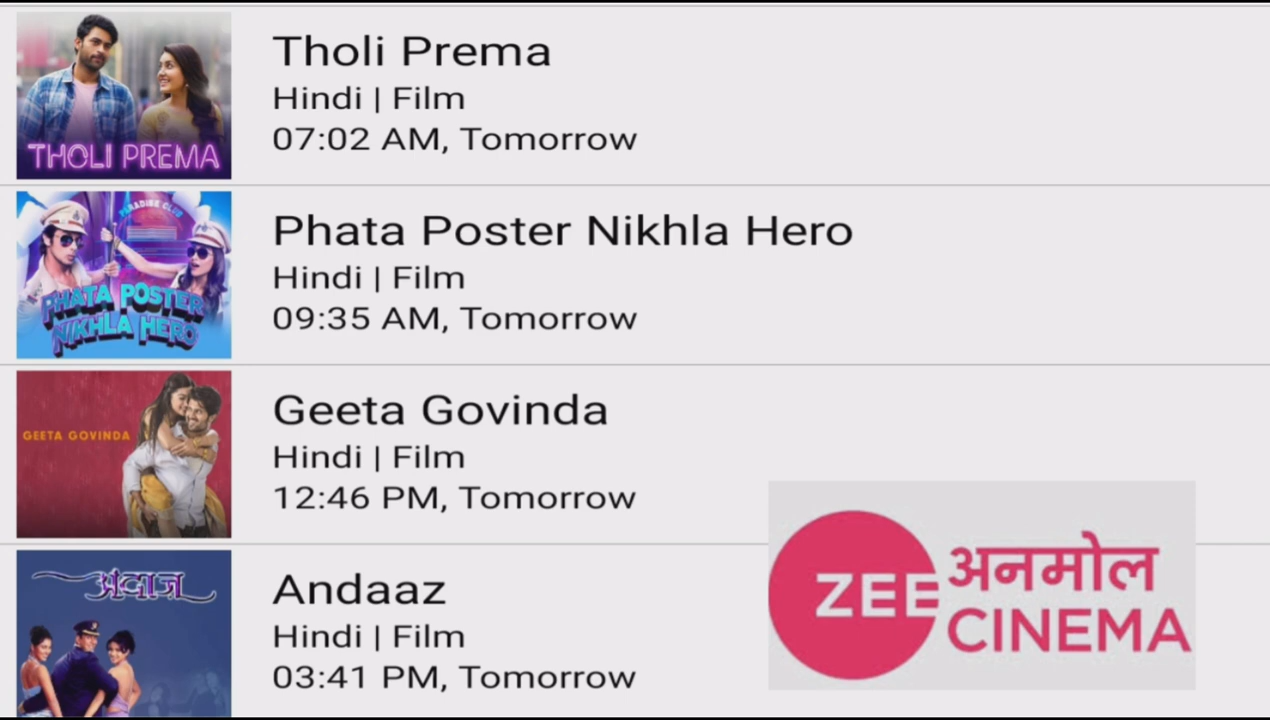 THOLI PREMA
Tholi Prema
Hindi | Film
07:02 AM, Tomorrow
PARADISE CLUB
PHATA POSTER
NIKHLA HERO
Phata Poster Nikhla Hero
Hindi | Film
09:35 AM, Tomorrow
GEETA GOVINDA
Geeta Govinda
Hindi | Film
12:46 PM, Tomorrow
अंदाज़
Andaaz
Hindi | Film
03:41 PM, Tomorrow
ZEE अनमोल
CINEMA